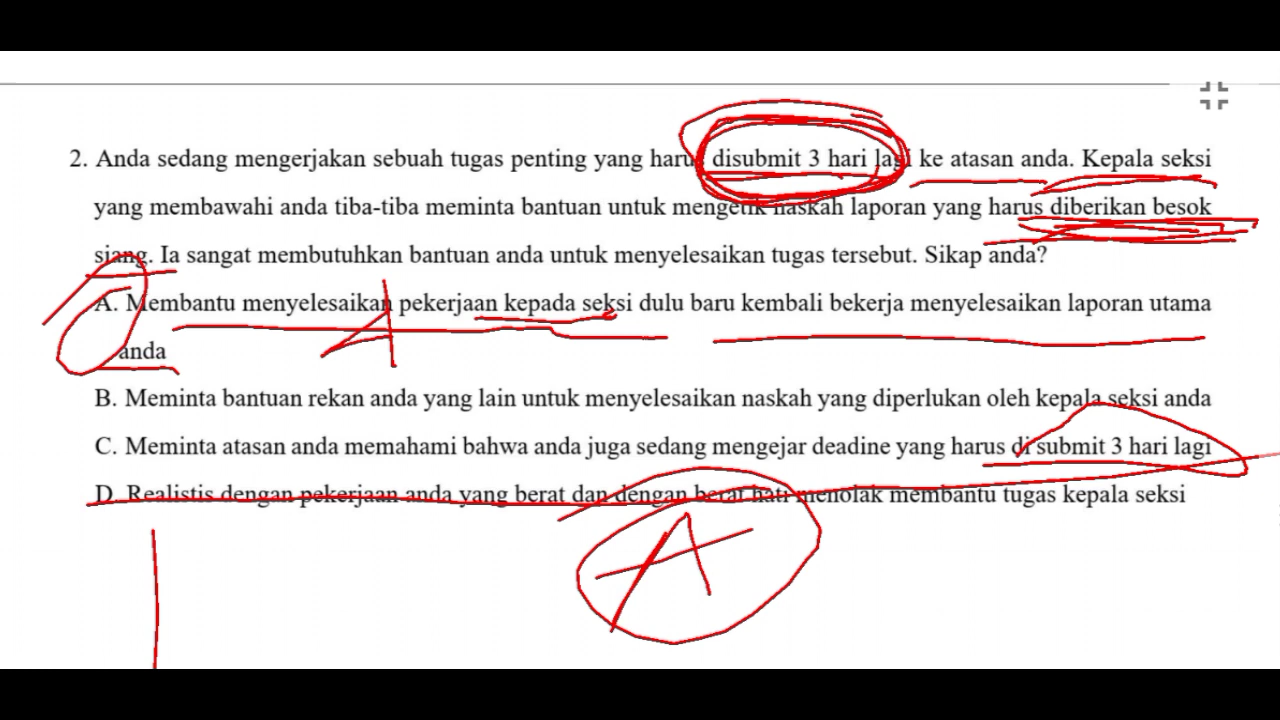 2. Anda sedang mengerjakan sebuah tugas penting yang harus disubmit 3 hari lagi ke atasan anda. Kepala seksi
yang membawahi anda tiba-tiba meminta bantuan untuk mengetik naskah laporan yang harus diberikan besok
siang. Ia sangat membutuhkan bantuan anda untuk menyelesaikan tugas tersebut. Sikap anda?
A. Membantu menyelesaikan pekerjaan kepada seksi dulu baru kembali bekerja menyelesaikan laporan utama
anda
A
B. Meminta bantuan rekan anda yang lain untuk menyelesaikan naskah yang diperlukan oleh kepala seksi anda
C. Meminta atasan anda memahami bahwa anda juga sedang mengejar deadine yang harus di submit 3 hari lagi
D. Realistis dengan pekerjaan anda yang berat dan dengan berat hati menolak membantu tugas kepala seksi
A